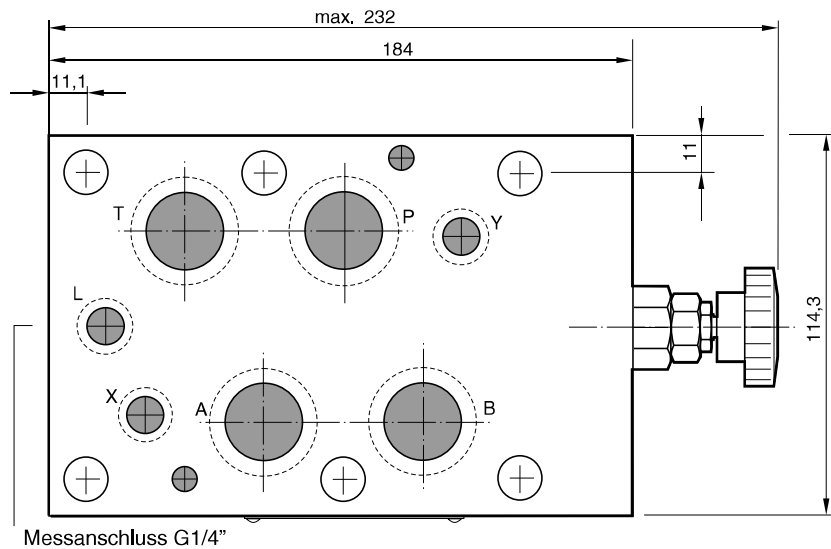 max. 232
184
11,1
11
T
P
Y
L
114,3
X
A
B
Messanschluss G1/4”